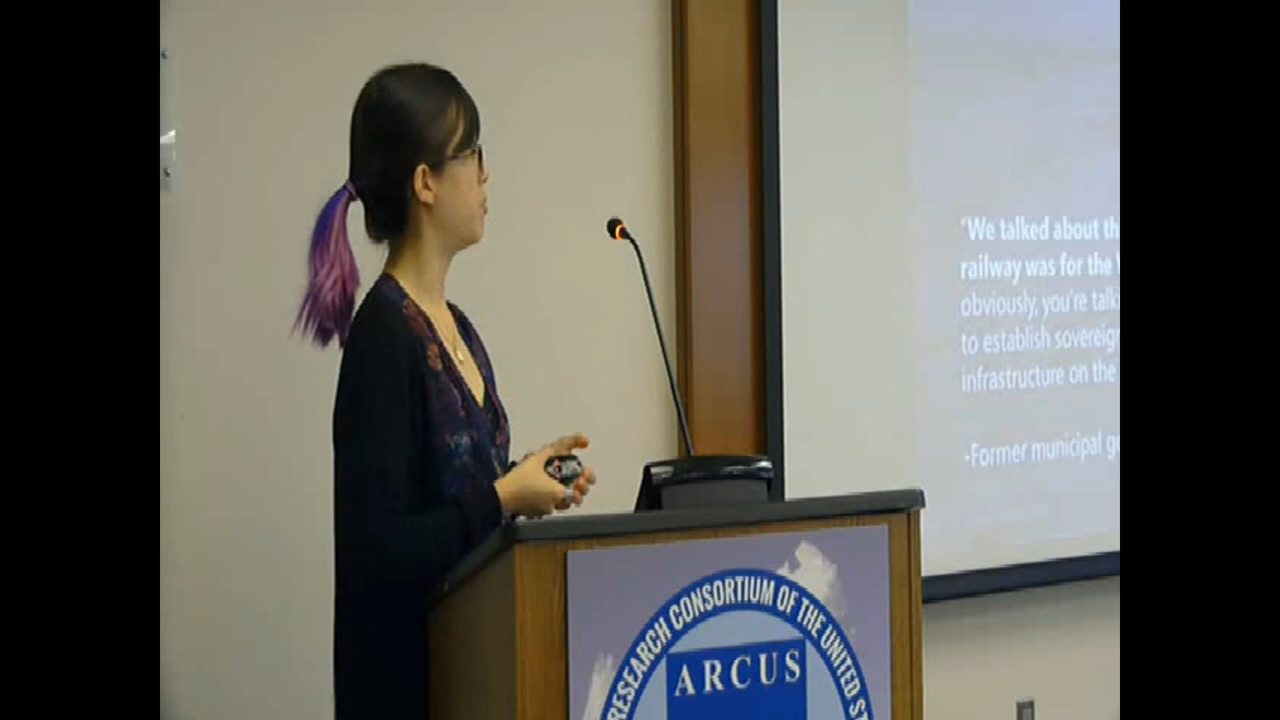 "We talked about th
railway was for the
obviously, you're talk
to establish sovereig
infrastructure on the
-Former municipal g
RESEARCH CONSORTIUM OF THE UNITED ST
ARCUS